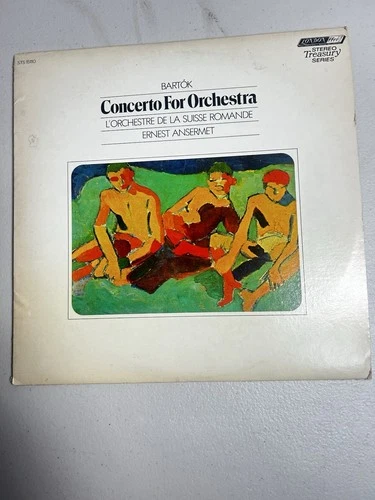 BARTÓK
Concerto For Orchestra
L'ORCHESTRE DE LA SUISSE ROMANDE
ERNEST ANSERMET
LONDON
STEREO
Treasury
SERIES